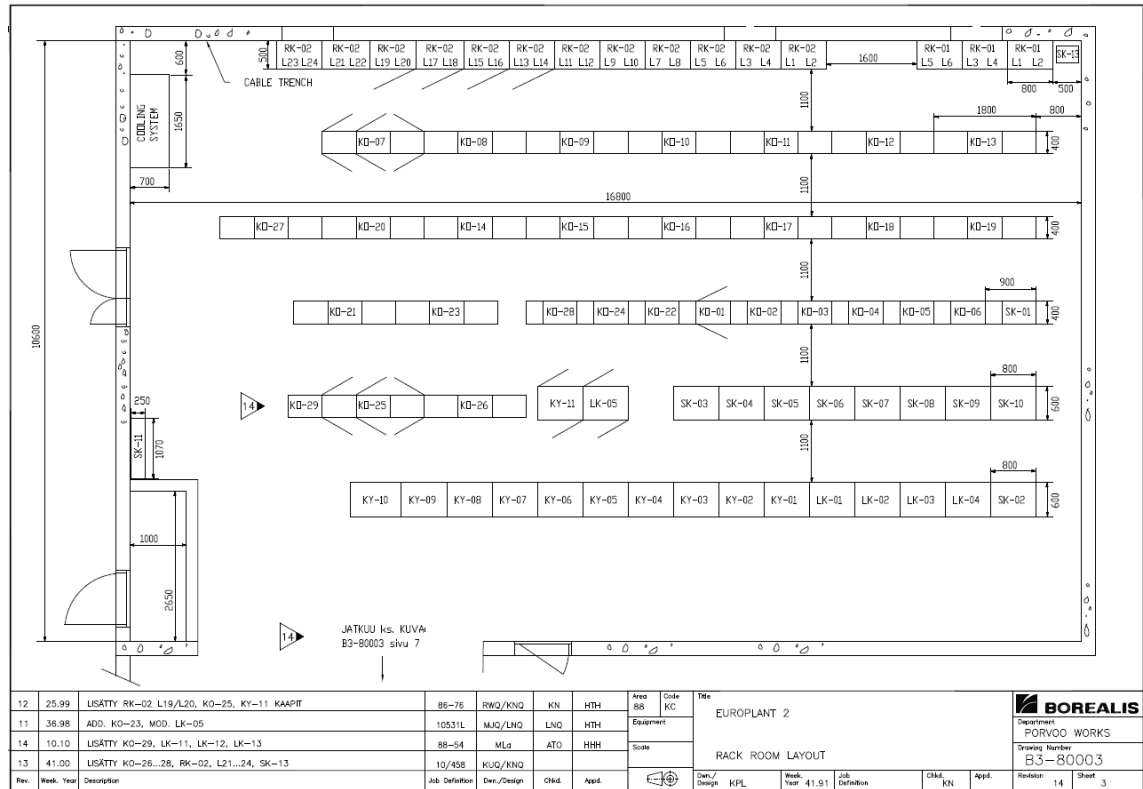 RK-02 RK-02 RK-02 RK-02 RK-02 RK-02 RK-02 RK-02 RK-02 RK-02 RK-02 RK-01 RK-01 RK-01 SK-13
L23 L24 L21 L22 L19 L20 L17 L18 L15 L16 L13 L14 L11 L12 L9 L10 L7 L8 L5 L6 L3 L4 L1 L2 L5 L6 L3 L4 L1 L2
600 500 1600
CABLE TRENCH
800 500
COOLING
SYSTEM
1650
1100
1800 800
KO-07 KO-08 KO-09 KO-10 KO-11 KO-12 KO-13 400
700
1100
16800
KO-27 KO-20 KO-14 KO-15 KO-16 KO-17 KO-18 KO-19 400
1100
900
KO-21 KO-23 KO-28 KO-24 KO-22 KO-01 KO-02 KO-03 KO-04 KO-05 KO-06 SK-01 400
10600
1100
250
800
14 KO-29 KO-25 KO-26 KY-11 LK-05 SK-03 SK-04 SK-05 SK-06 SK-07 SK-08 SK-09 SK-10 600
SK-11 1070
1100
800
KY-10 KY-09 KY-08 KY-07 KY-06 KY-05 KY-04 KY-03 KY-02 KY-01 LK-01 LK-02 LK-03 LK-04 SK-02 600
1000
2650
14
JATKUU ks. KUVA
B3-80003 sivu 7
12 25.99 LISÄTTY RK-02 L19/L20, KO-25, KY-11 KAAPIT 86-76 RWQ/KNQ KN HTH
11 36.98 ADD. KO-23, MOD. LK-05 10531L MJQ/LNQ LNQ HTH
14 10.10 LISÄTTY KO-29, LK-11, LK-12, LK-13 88-54 MLa ATO HHH
13 41.00 LISÄTTY KO-26...28, RK-02, L21...24, SK-13 10/458 KUQ/KNQ
Rev. Week. Year Description Job Definition Dwn./Design Chkd. Appd.
Area Code
88 KC
Equipment
Scale
Title
EUROPLANT 2
RACK ROOM LAYOUT
Dwn./ Design KPL Week. Year 41.91 Job Definition Chkd. KN Appd.
BOREALIS
Department
PORVOO WORKS
Drawing Number
B3-80003
Revision 14 Sheet 3